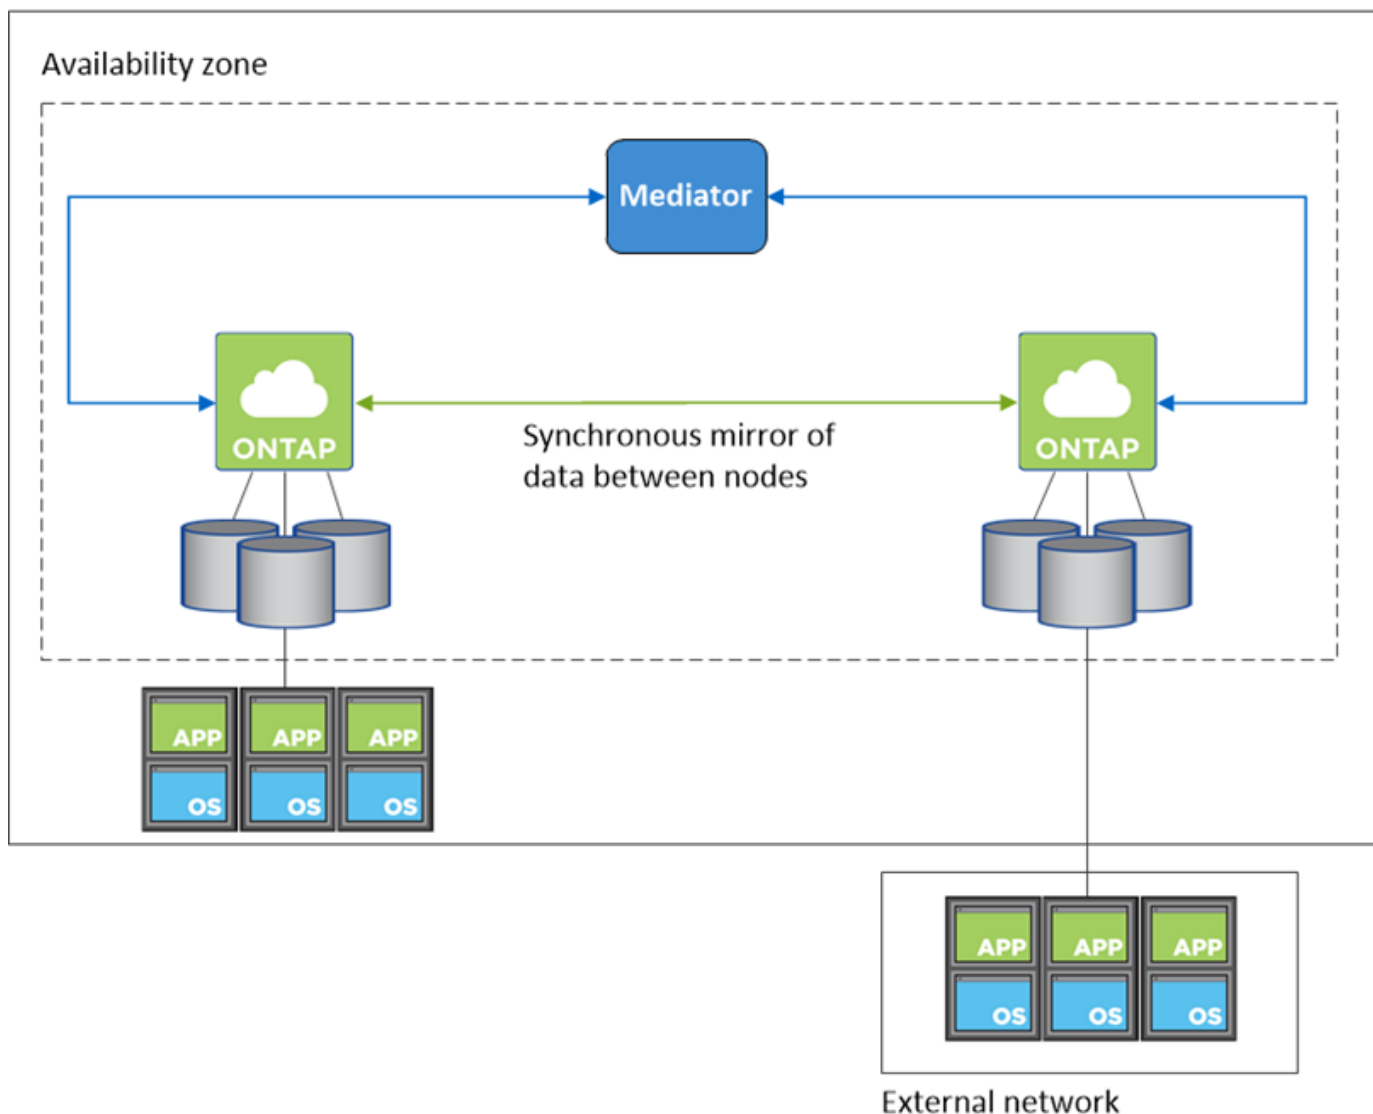 Availability zone
Mediator
ONTAP
ONTAP
Synchronous mirror of
data between nodes
APP
APP
APP
OS
OS
OS
APP
APP
APP
OS
OS
OS
External network